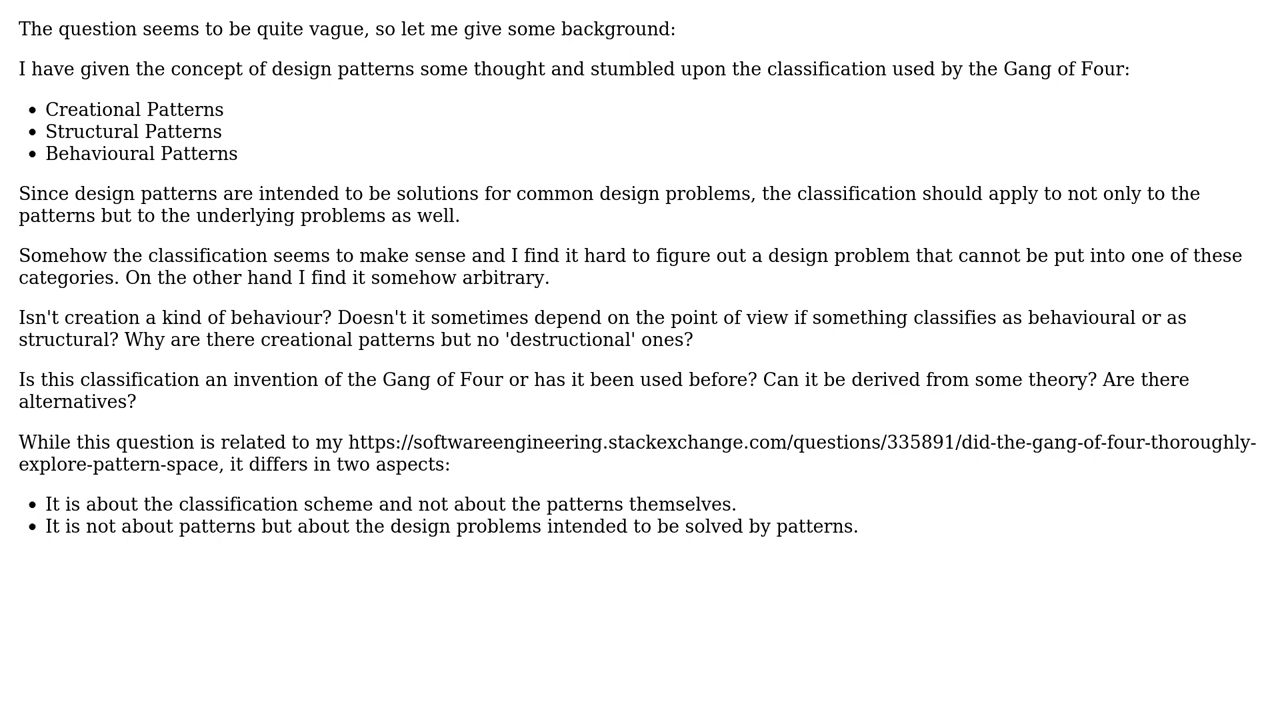 The question seems to be quite vague, so let me give some background:
I have given the concept of design patterns some thought and stumbled upon the classification used by the Gang of Four:
• Creational Patterns
• Structural Patterns
• Behavioural Patterns
Since design patterns are intended to be solutions for common design problems, the classification should apply to not only to the
patterns but to the underlying problems as well.
Somehow the classification seems to make sense and I find it hard to figure out a design problem that cannot be put into one of these
categories. On the other hand I find it somehow arbitrary.
Isn't creation a kind of behaviour? Doesn't it sometimes depend on the point of view if something classifies as behavioural or as
structural? Why are there creational patterns but no 'destructional' ones?
Is this classification an invention of the Gang of Four or has it been used before? Can it be derived from some theory? Are there
alternatives?
While this question is related to my https://softwareengineering.stackexchange.com/questions/335891/did-the-gang-of-four-thoroughly-
explore-pattern-space, it differs in two aspects:
• It is about the classification scheme and not about the patterns themselves.
• It is not about patterns but about the design problems intended to be solved by patterns.